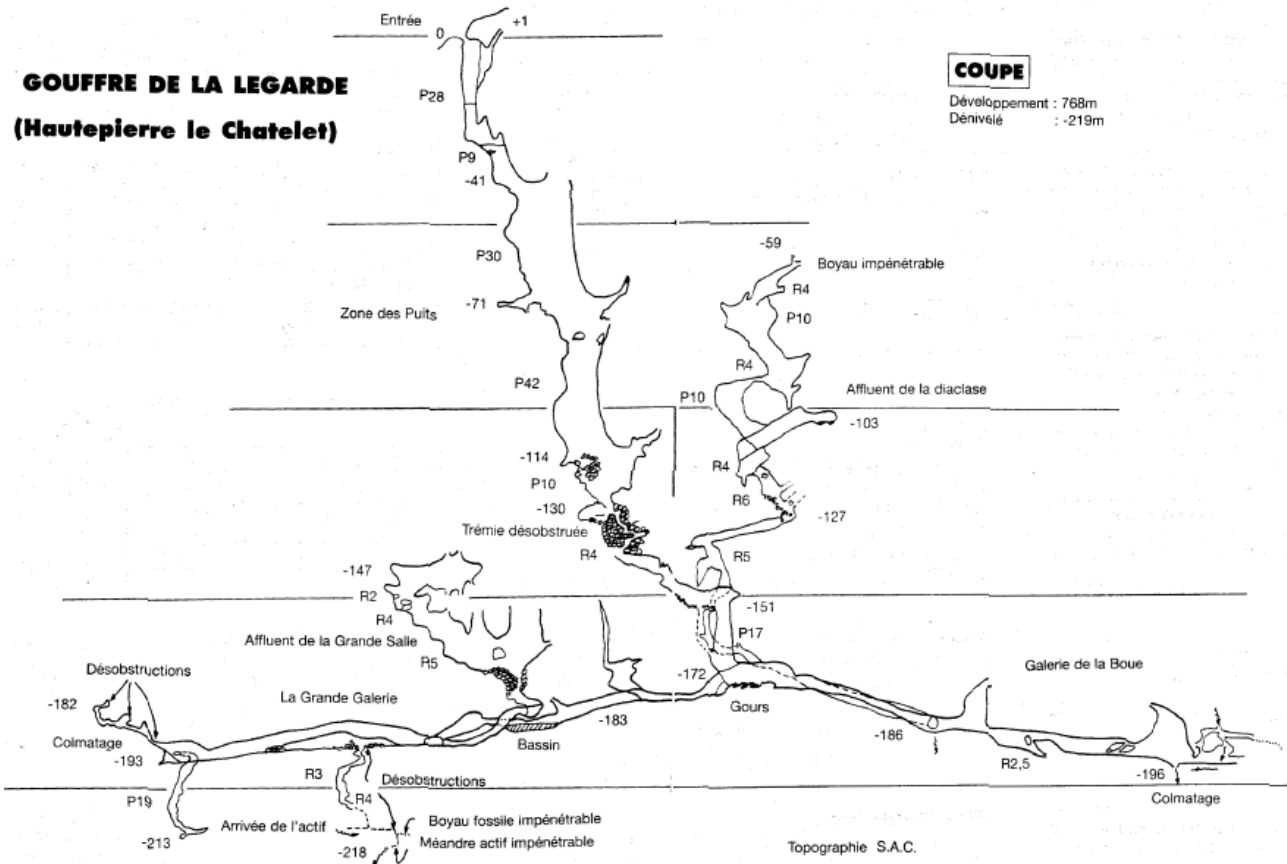 Entrée
0
+1
GOUFFRE DE LA LEGARDE
(Hautepierre le Chatelet)
COUPE
Développement : 768m
Dénivelé : -219m
P28
P9
-41
P30
-71
Zone des Puits
-59
Boyau impénétrable
R4
P10
R4
P42
P10
Affluent de la diaclase
-103
-114
P10
R4
R6
-130
-127
Trémie désobstruée
R4
R5
-147
R2
R4
-151
Affluent de la Grande Salle
P17
R5
Galerie de la Boue
Désobstructions
-172
La Grande Galerie
-182
Gours
-183
Colmatage
Bassin
-186
-193
R2,5
R3
Désobstructions
-196
P19
R4
Colmatage
Arrivée de l'actif
Boyau fossile impénétrable
-213
-218
Méandre actif impénétrable
Topographie S.A.C.